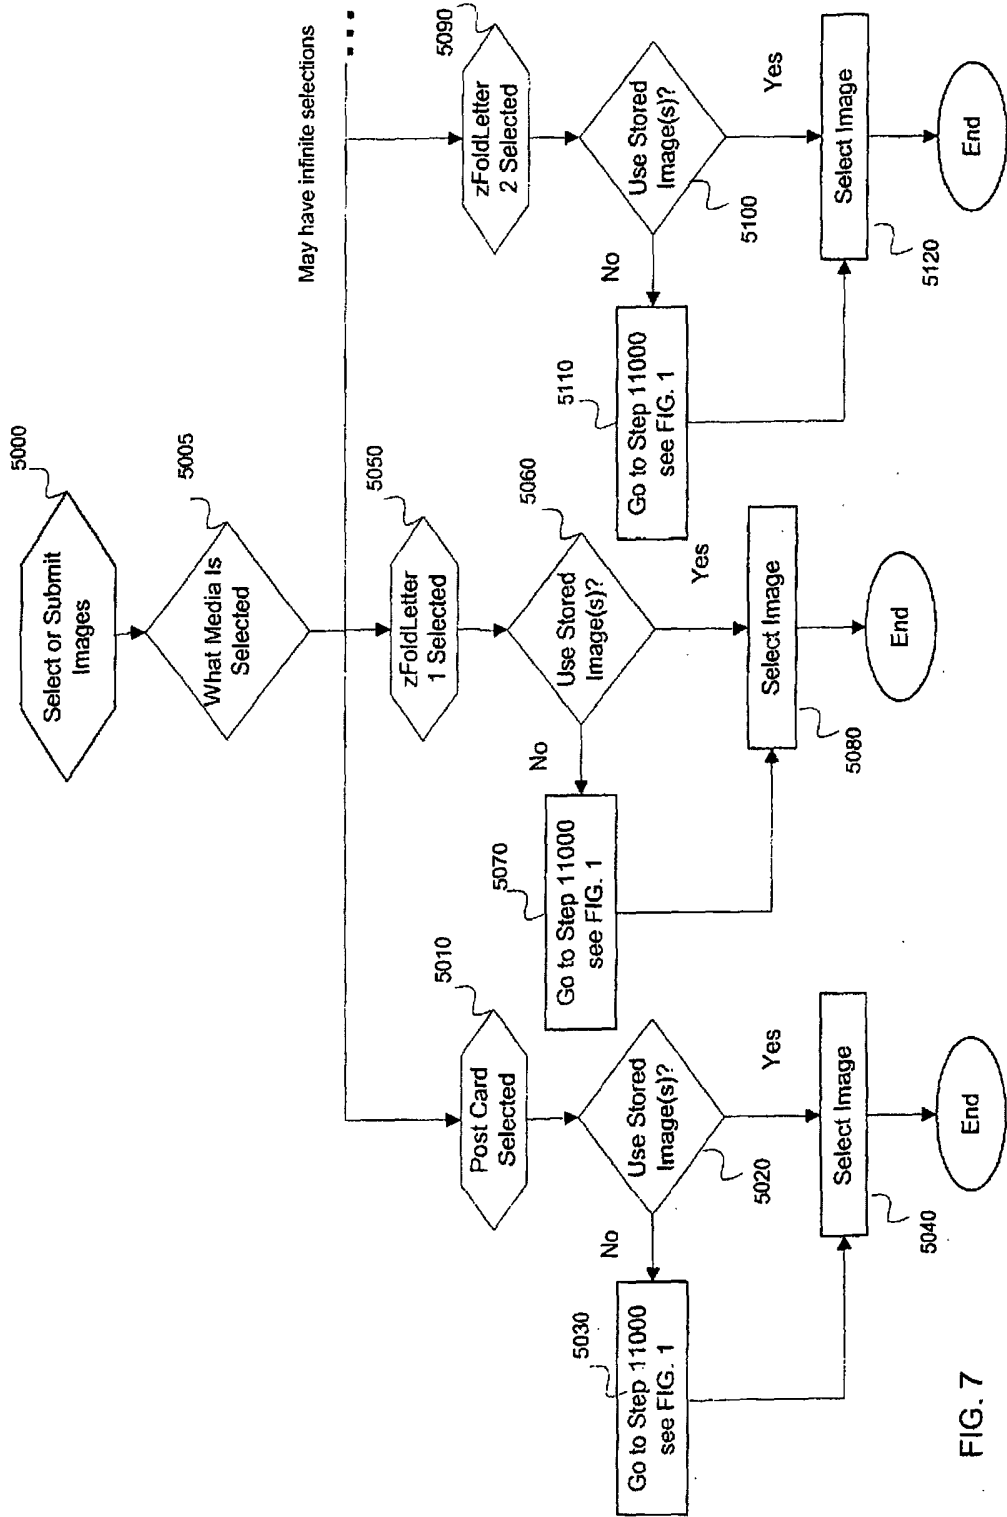 5000
Select or Submit
Images
5005
What Media Is
Selected
May have infinite selections
5010
Post Card
Selected
5020
Use Stored
Image(s)?
No
Yes
5030
Go to Step 11000
see FIG. 1
5040
Select Image
End
5050
zFoldLetter
1 Selected
5060
Use Stored
Image(s)?
No
Yes
5070
Go to Step 11000
see FIG. 1
5080
Select Image
End
5090
zFoldLetter
2 Selected
5100
Use Stored
Image(s)?
No
Yes
5110
Go to Step 11000
see FIG. 1
5120
Select Image
End
FIG. 7